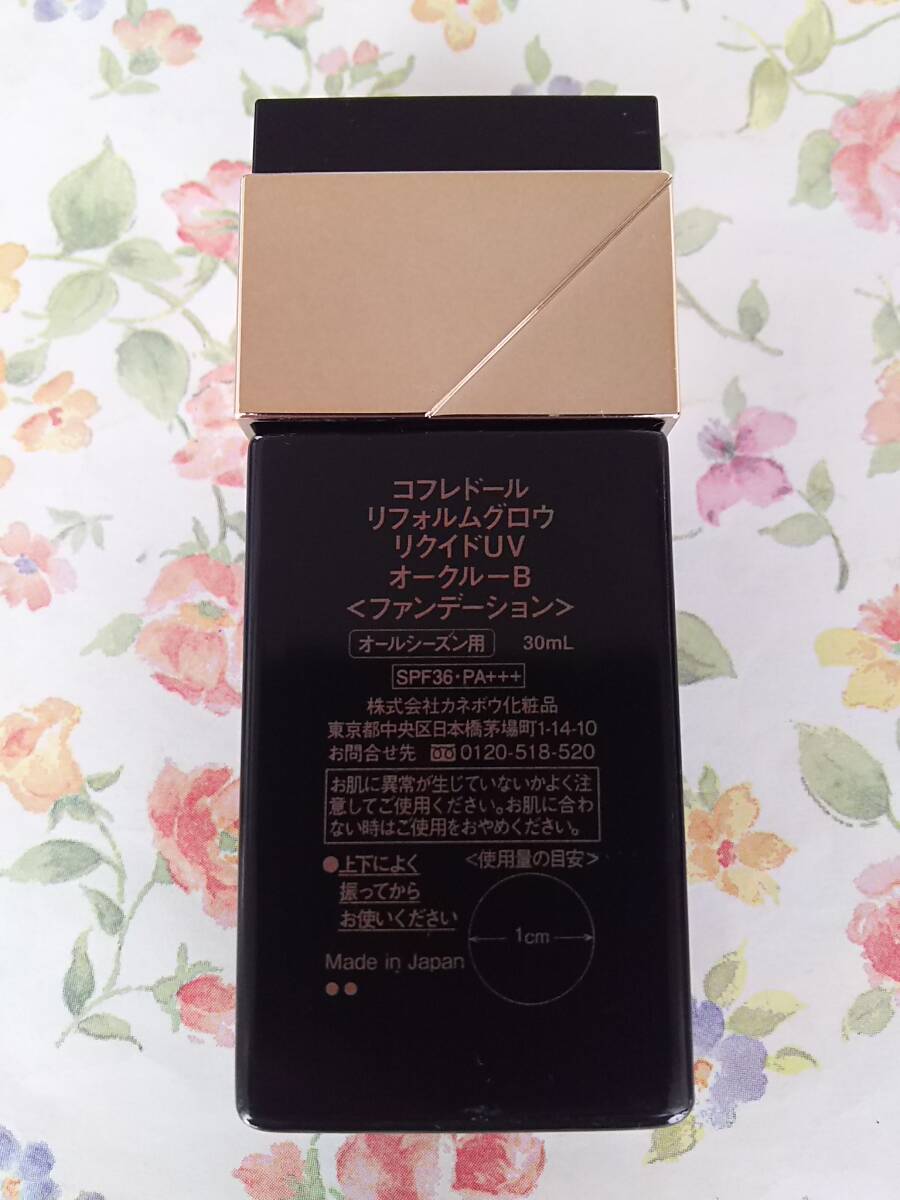 コフレドール
リフォルムグロウ
リクイドUV
オークルーB
<ファンデーション>
オールシーズン用 30mL
SPF36・PA+++
株式会社カネボウ化粧品
東京都中央区日本橋茅場町1-14-10
お問合せ先 0120-518-520
お肌に異常が生じていないかよく注
意してご使用ください。お肌に合わ
ない時はご使用をおやめください。
●上下によく
振ってから
お使いください
<使用量の目安>
1cm
Made in Japan